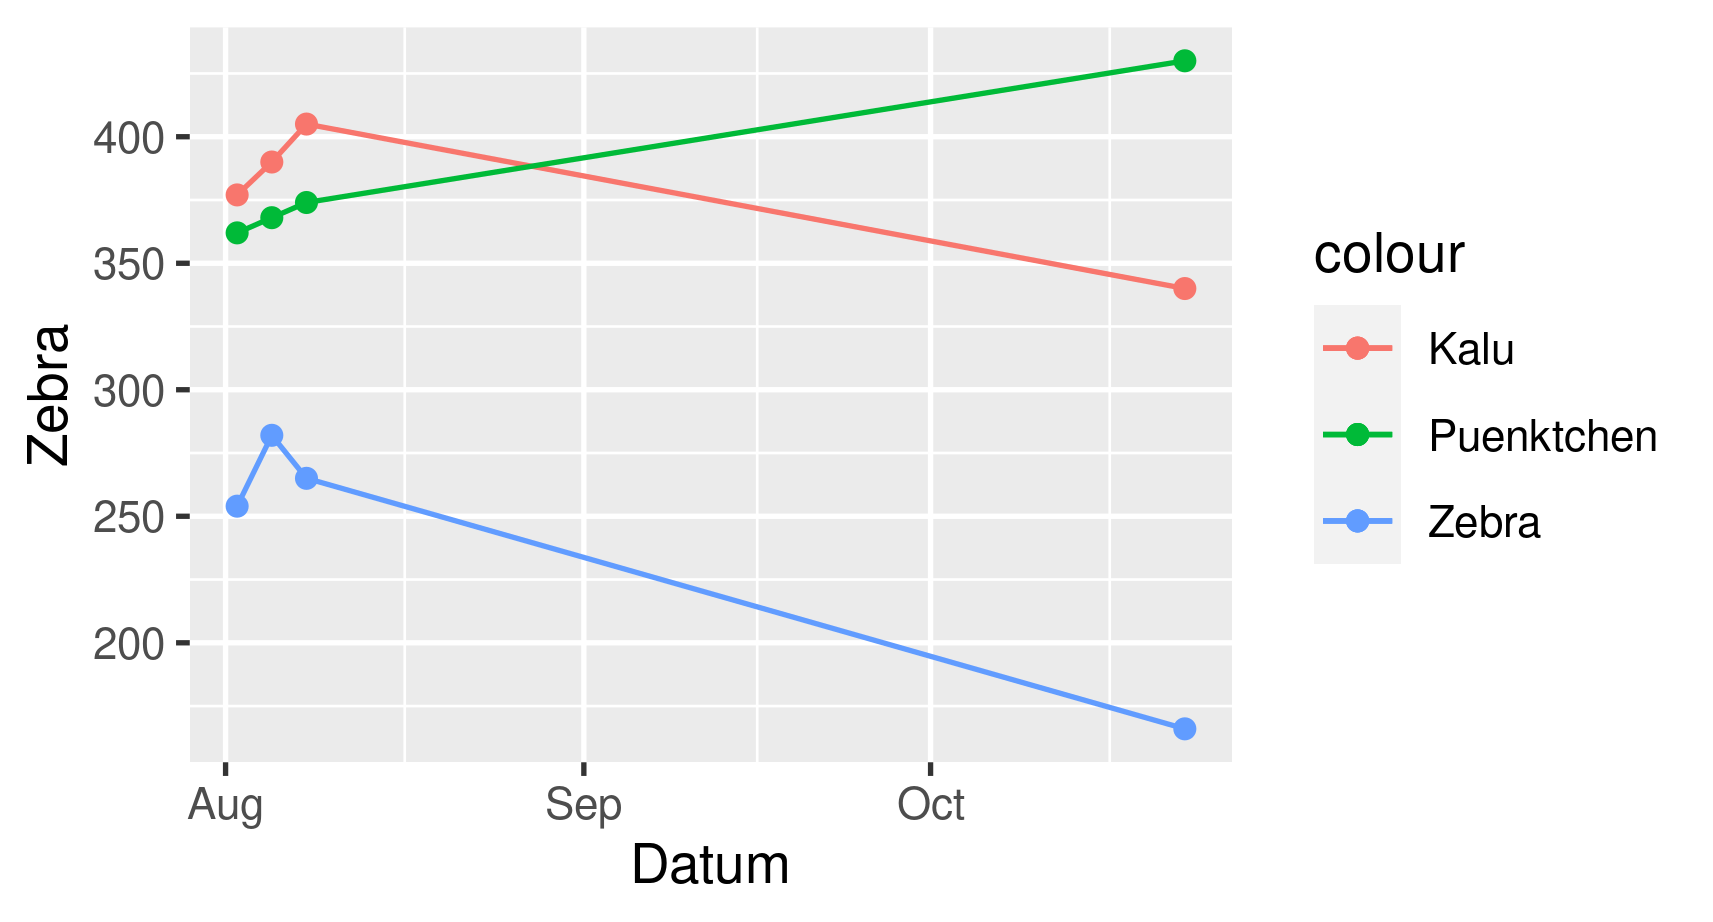 Zebra
400
350
300
250
200
Aug Sep Oct
Datum
colour
Kalu
Puenktchen
Zebra